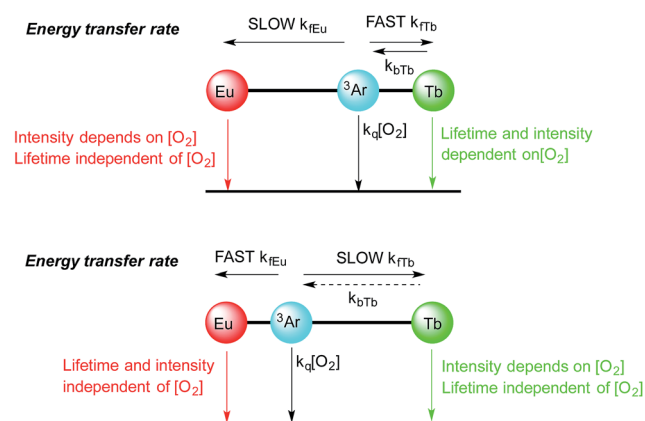 SLOW kfEu
FAST kfTb
Energy transfer rate
kbTb
Eu
³Ar
Tb
kq[O₂]
Intensity depends on [O₂]
Lifetime independent of [O₂]
Lifetime and intensity
dependent on[O₂]
Energy transfer rate
FAST kfEu
SLOW kfTb
kbTb
Eu
³Ar
Tb
kq[O₂]
Lifetime and intensity
independent of [O₂]
Intensity depends on [O₂]
Lifetime independent of [O₂]